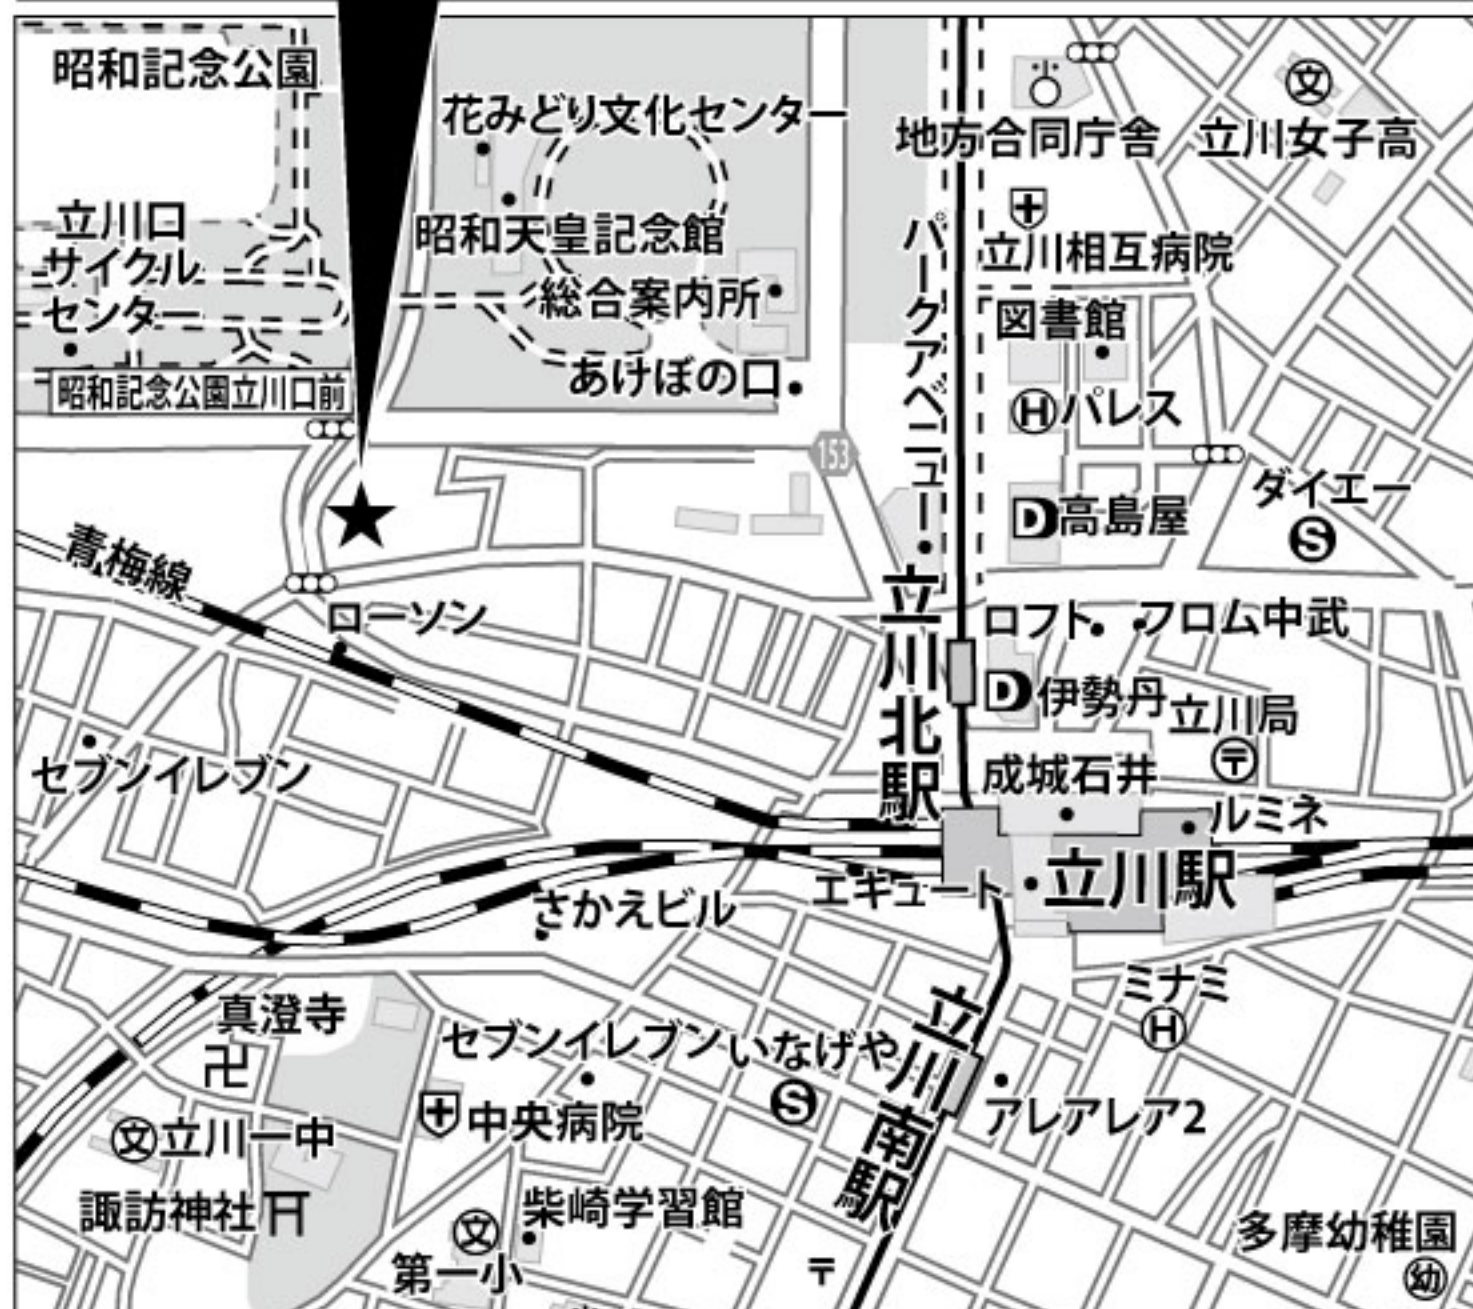 昭和記念公園
花みどり文化センター
地方合同庁舎
文
立川女子高
立川口
サイクル
センター
昭和天皇記念館
パークアベニュー
立川相互病院
総合案内所
図書館
あけぼの口
昭和記念公園立川口前
H パレス
153
D 高島屋
ダイエー
S
青梅線
ローソン
立川北駅
ロフト
フロム中武
D 伊勢丹
立川局
〒
セブンイレブン
成城石井
ルミネ
エキュート
立川駅
さかえビル
ミナミ
H
真澄寺
卍
セブンイレブン
いなげや
S
立川南駅
アレアレア2
中央病院
文 立川一中
諏訪神社
柴崎学習館
文
第一小
〒
多摩幼稚園
幼